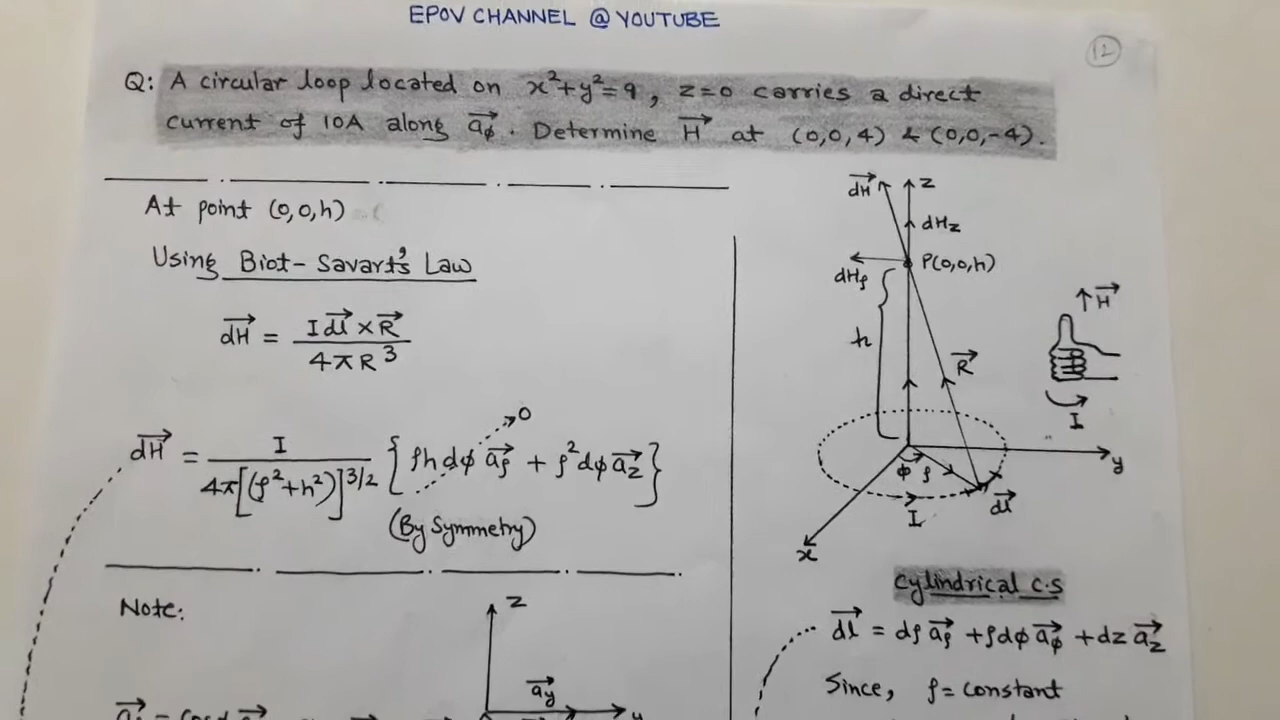 EPOV CHANNEL @ YOUTUBE
12
Q: A circular loop located on x²+y²=9, z=0 carries a direct
current of 10A along a⃗ᵩ. Determine H⃗ at (0,0,4) & (0,0,-4).
At point (0,0,h)
Using Biot-Savart's Law
dH⃗ = I dl⃗ × R⃗ / 4πR³
dH⃗ = I / 4π[(ρ²+h²)]^3/2 { ρh dφ a⃗ρ + ρ² dφ a⃗z }
0
(By Symmetry)
Note:
z
a⃗y
y
dH⃗
z
dHz
P(0,0,h)
dHρ
h
R⃗
↑H⃗
I
y
φ ρ
dl⃗
I
x
Cylindrical C.S
dl⃗ = dρ a⃗ρ + ρdφ a⃗φ + dz a⃗z
Since, ρ = constant